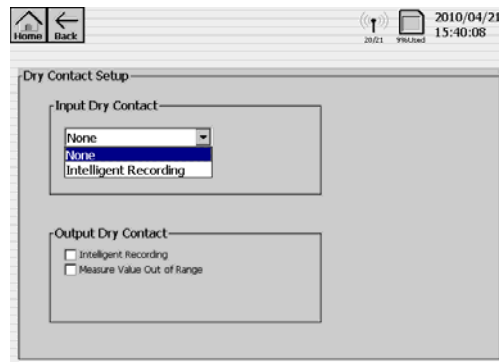 Home Back
20/21
9%Used
2010/04/21
15:40:08
Dry Contact Setup
Input Dry Contact
None
None
Intelligent Recording
Output Dry Contact
Intelligent Recording
Measure Value Out of Range